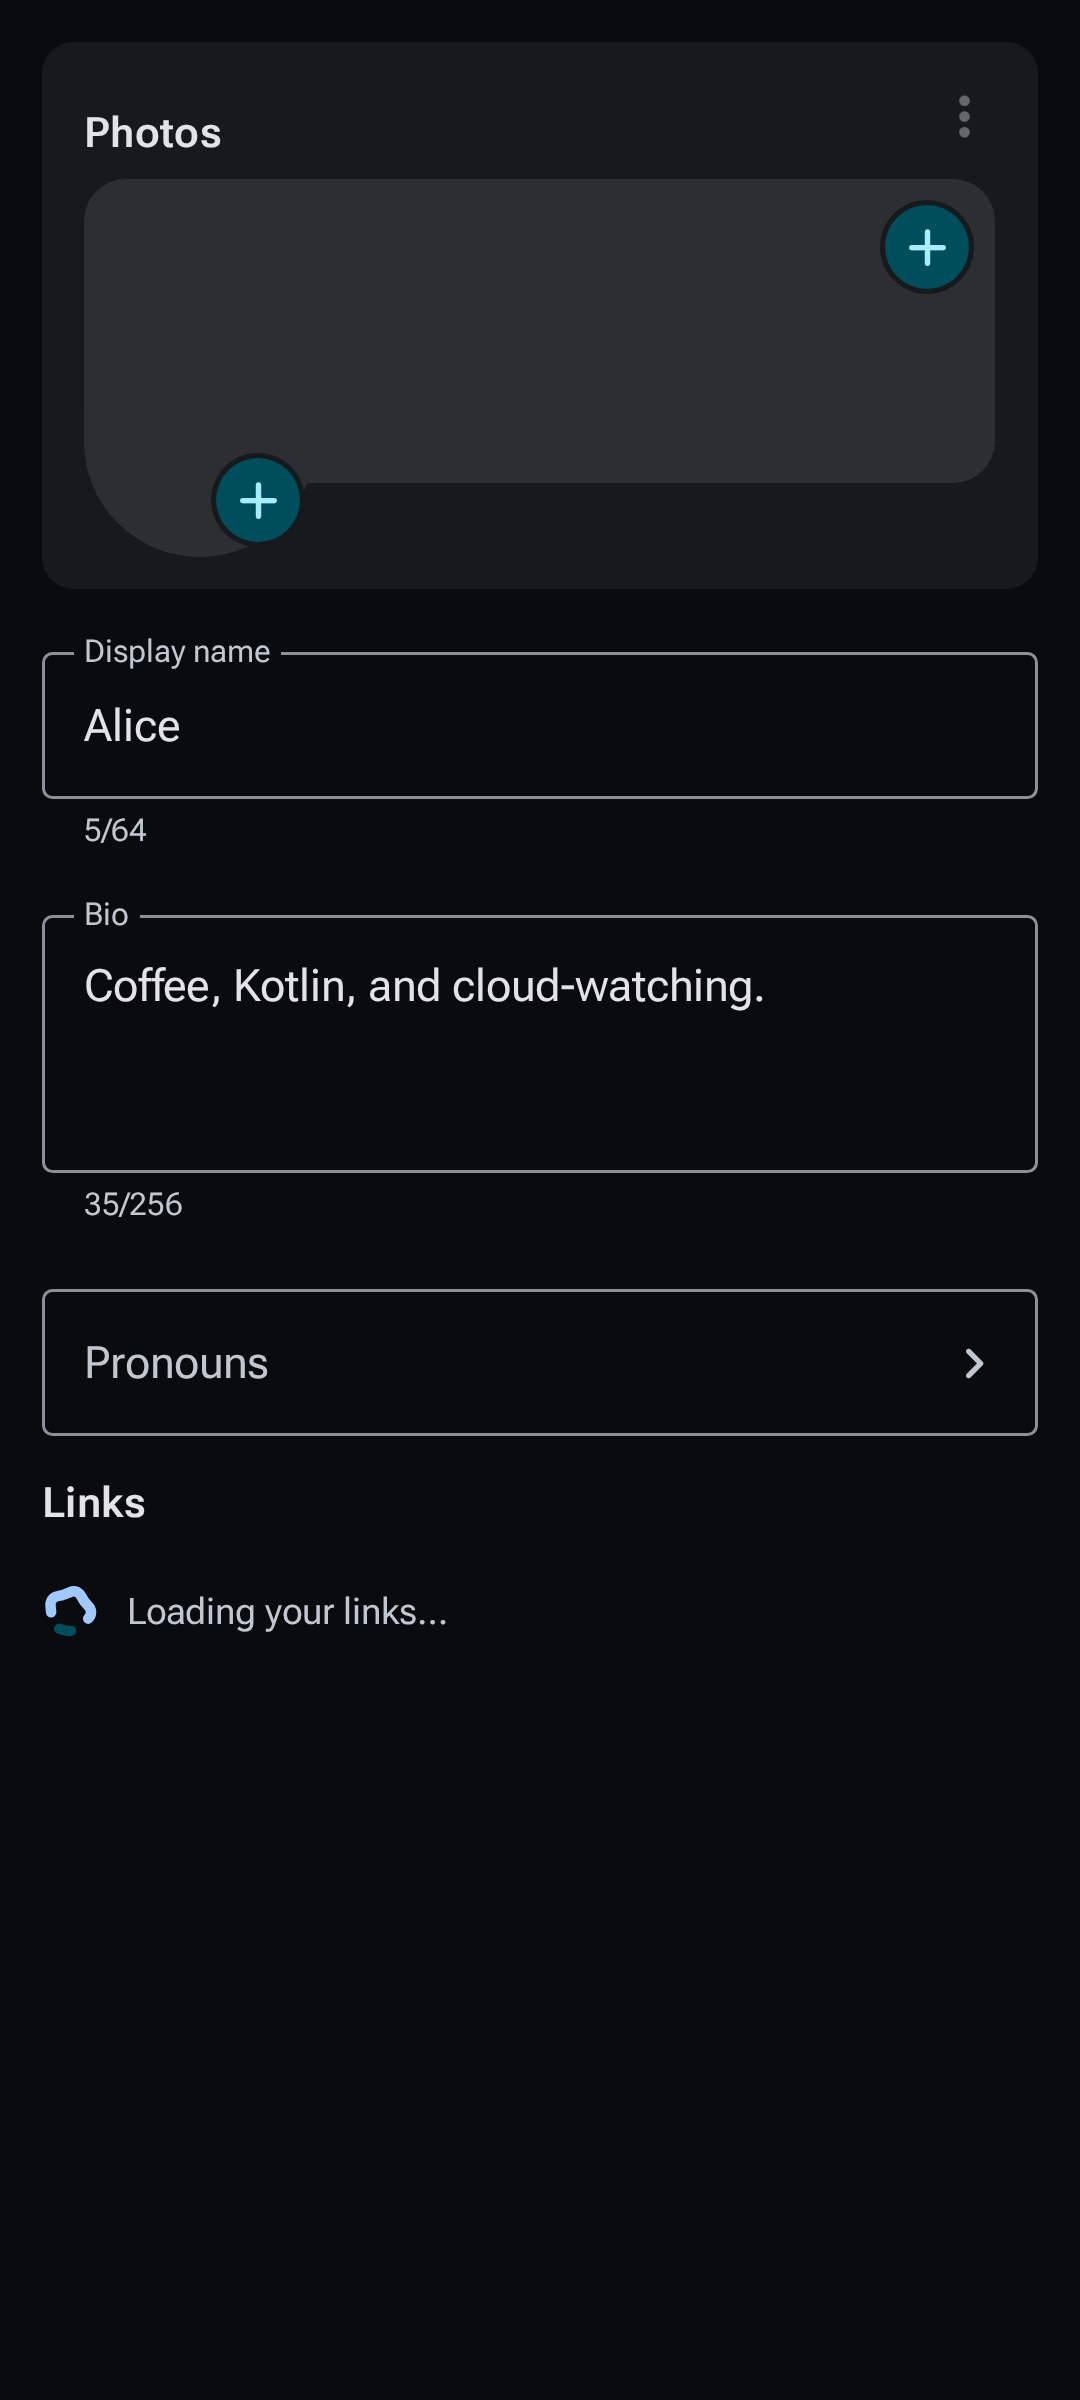 Photos
Display name
Alice
5/64
Bio
Coffee, Kotlin, and cloud-watching.
35/256
Pronouns
Links
Loading your links...